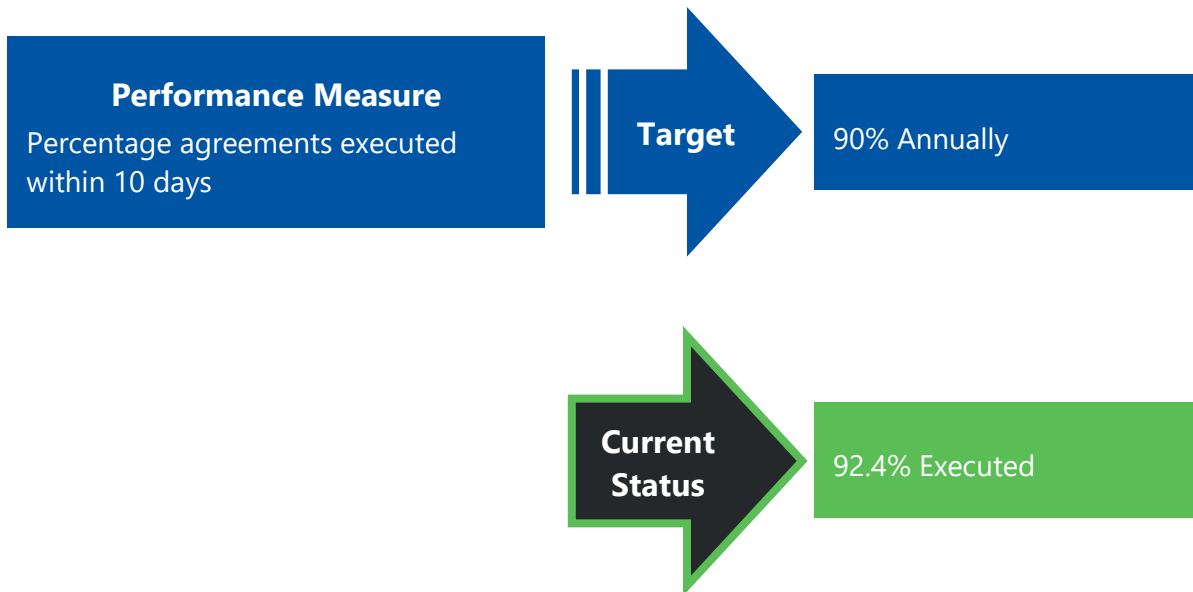 Performance Measure
Percentage agreements executed
within 10 days
Target
90% Annually
Current
Status
92.4% Executed